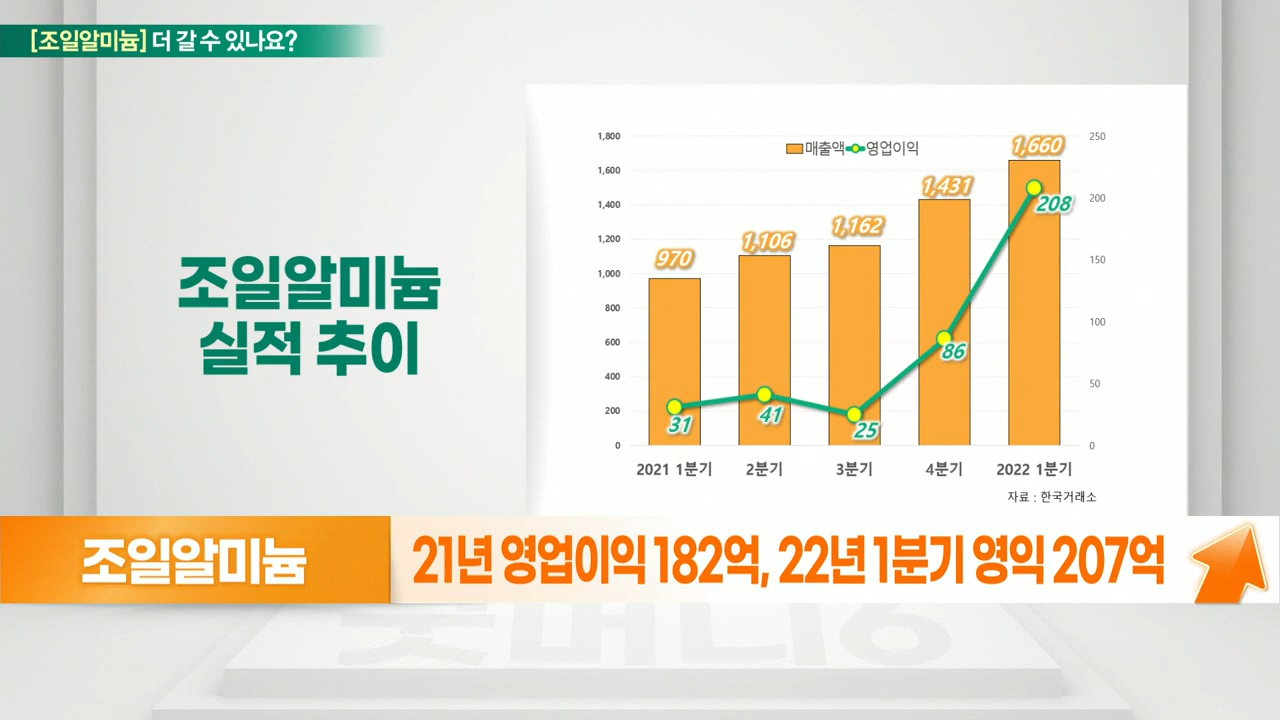 [조일알미늄] 더 갈 수 있나요?
조일알미늄
실적 추이
매출액 영업이익
1,800
1,600
1,400
1,200
1,000
800
600
400
200
0
250
200
150
100
50
0
970
1,106
1,162
1,431
1,660
31
41
25
86
208
2021 1분기 2분기 3분기 4분기 2022 1분기
자료 : 한국거래소
조일알미늄
21년 영업이익 182억, 22년 1분기 영익 207억
굿머니6